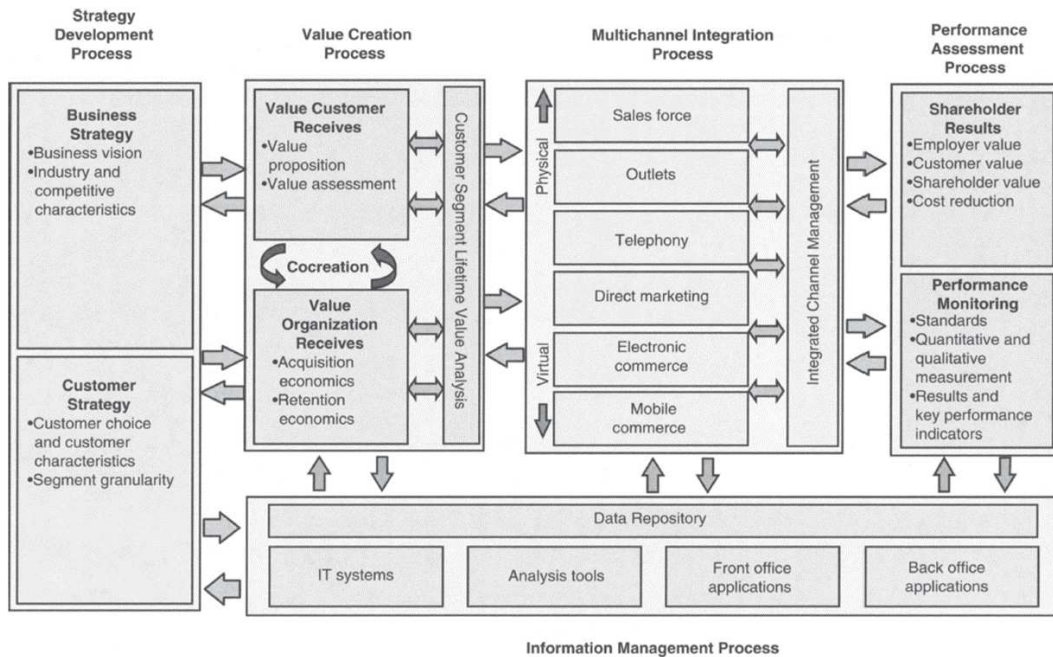 Strategy
Development
Process
Value Creation
Process
Multichannel Integration
Process
Performance
Assessment
Process
Business
Strategy
•Business vision
•Industry and
competitive
characteristics
Customer
Strategy
•Customer choice
and customer
characteristics
•Segment granularity
Value Customer
Receives
•Value
proposition
•Value assessment
Cocreation
Value
Organization
Receives
•Acquisition
economics
•Retention
economics
Customer Segment Lifetime Value Analysis
Physical
Virtual
Sales force
Outlets
Telephony
Direct marketing
Electronic
commerce
Mobile
commerce
Integrated Channel Management
Shareholder
Results
•Employer value
•Customer value
•Shareholder value
•Cost reduction
Performance
Monitoring
•Standards
•Quantitative and
qualitative
measurement
•Results and
key performance
indicators
Data Repository
IT systems
Analysis tools
Front office
applications
Back office
applications
Information Management Process